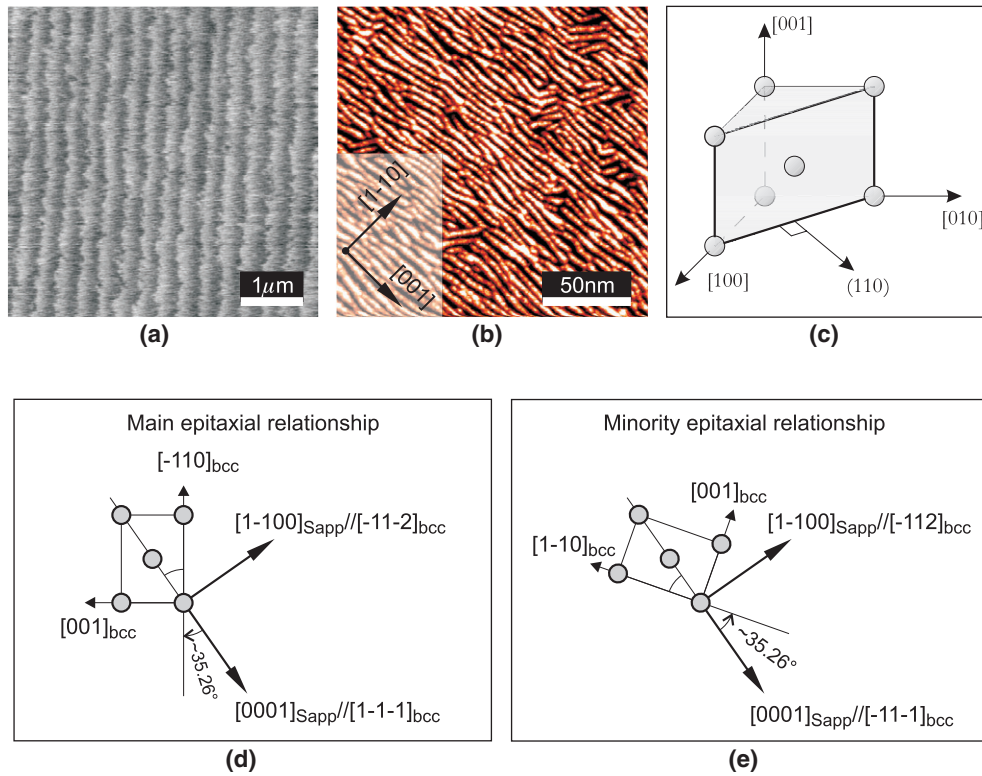 1μm
[1-10]
[001]
50nm
[001]
[010]
[100]
(110)
(a)
(b)
(c)
Main epitaxial relationship
[-110]bcc
[1-100]Sapp//[-11-2]bcc
[001]bcc
~35.26°
[0001]Sapp//[1-1-1]bcc
(d)
Minority epitaxial relationship
[001]bcc
[1-100]Sapp//[-112]bcc
[1-10]bcc
~35.26°
[0001]Sapp//[-11-1]bcc
(e)